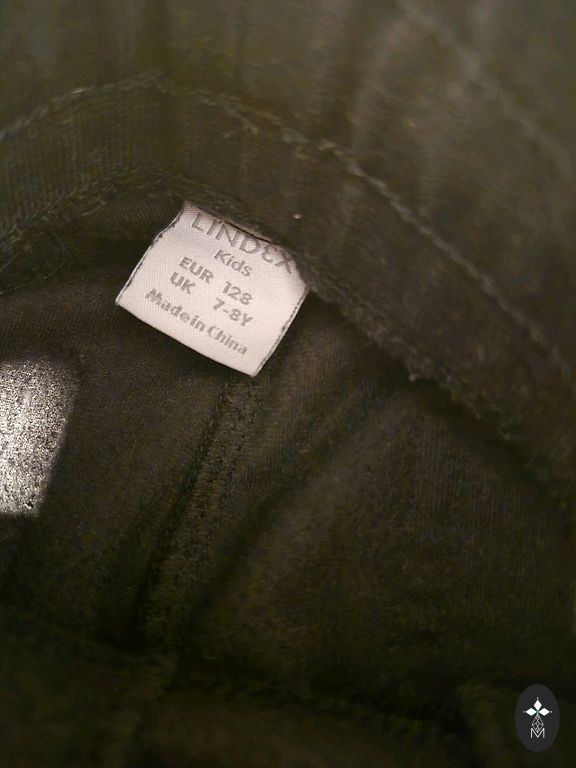 LINDEX
Kids
EUR 128
UK 7-8Y
Made in China
M